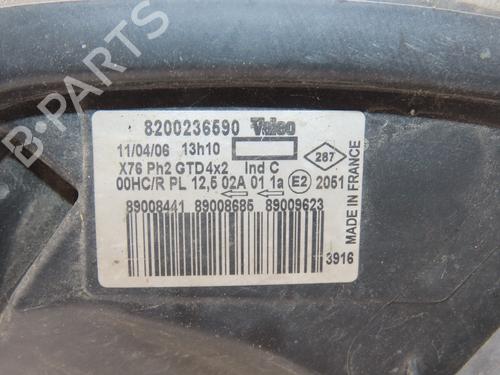 8200236590 Valeo
11/04/06 13h10
287
X76 Ph2 GTD4x2 Ind C
00HC/R PL 12,5 02A 01 1a E2 2051
89008441 89008685 89009623
3916
MADE IN FRANCE
B-PARTS